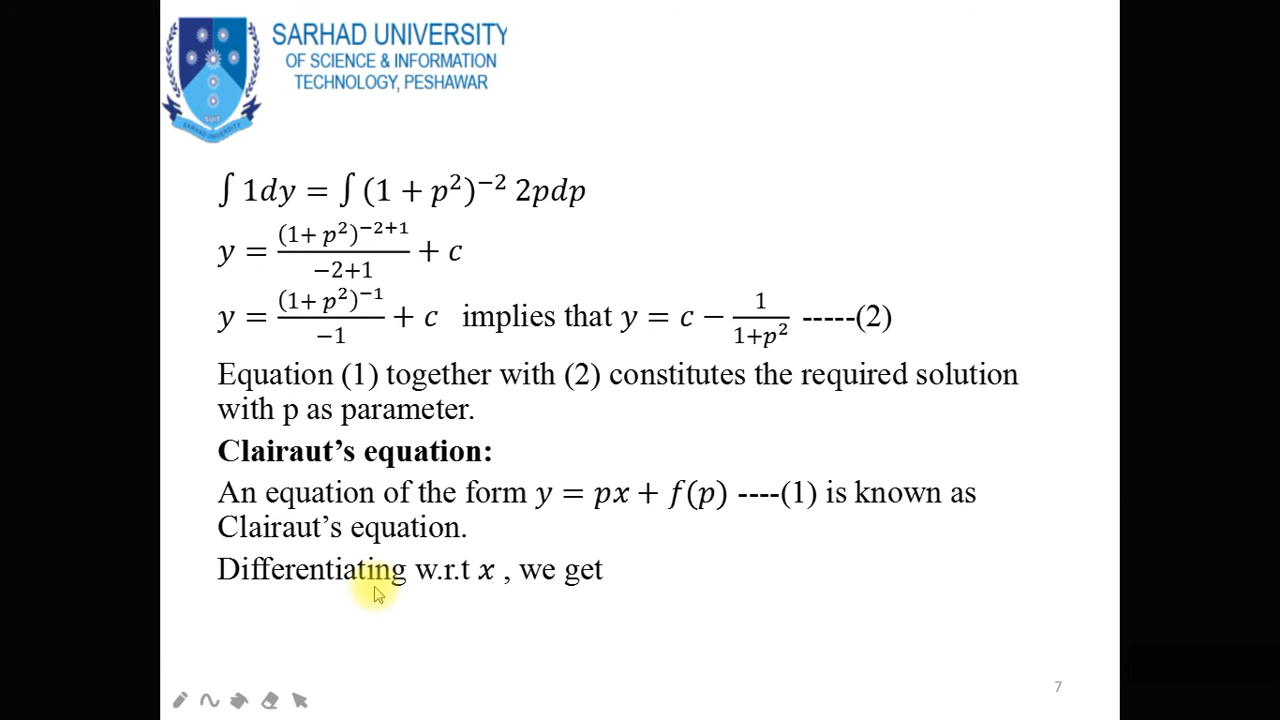 SARHAD UNIVERSITY
OF SCIENCE & INFORMATION
TECHNOLOGY, PESHAWAR
SUIT
SARHAD UNIVERSITY
∫ 1dy = ∫ (1 + p²)⁻² 2pdp
y = (1+ p²)⁻²⁺¹/(−2+1) + c
y = (1+ p²)⁻¹/(−1) + c implies that y = c − 1/(1+p²) -----(2)
Equation (1) together with (2) constitutes the required solution
with p as parameter.
Clairaut’s equation:
An equation of the form y = px + f(p) ----(1) is known as
Clairaut’s equation.
Differentiating w.r.t x , we get
7